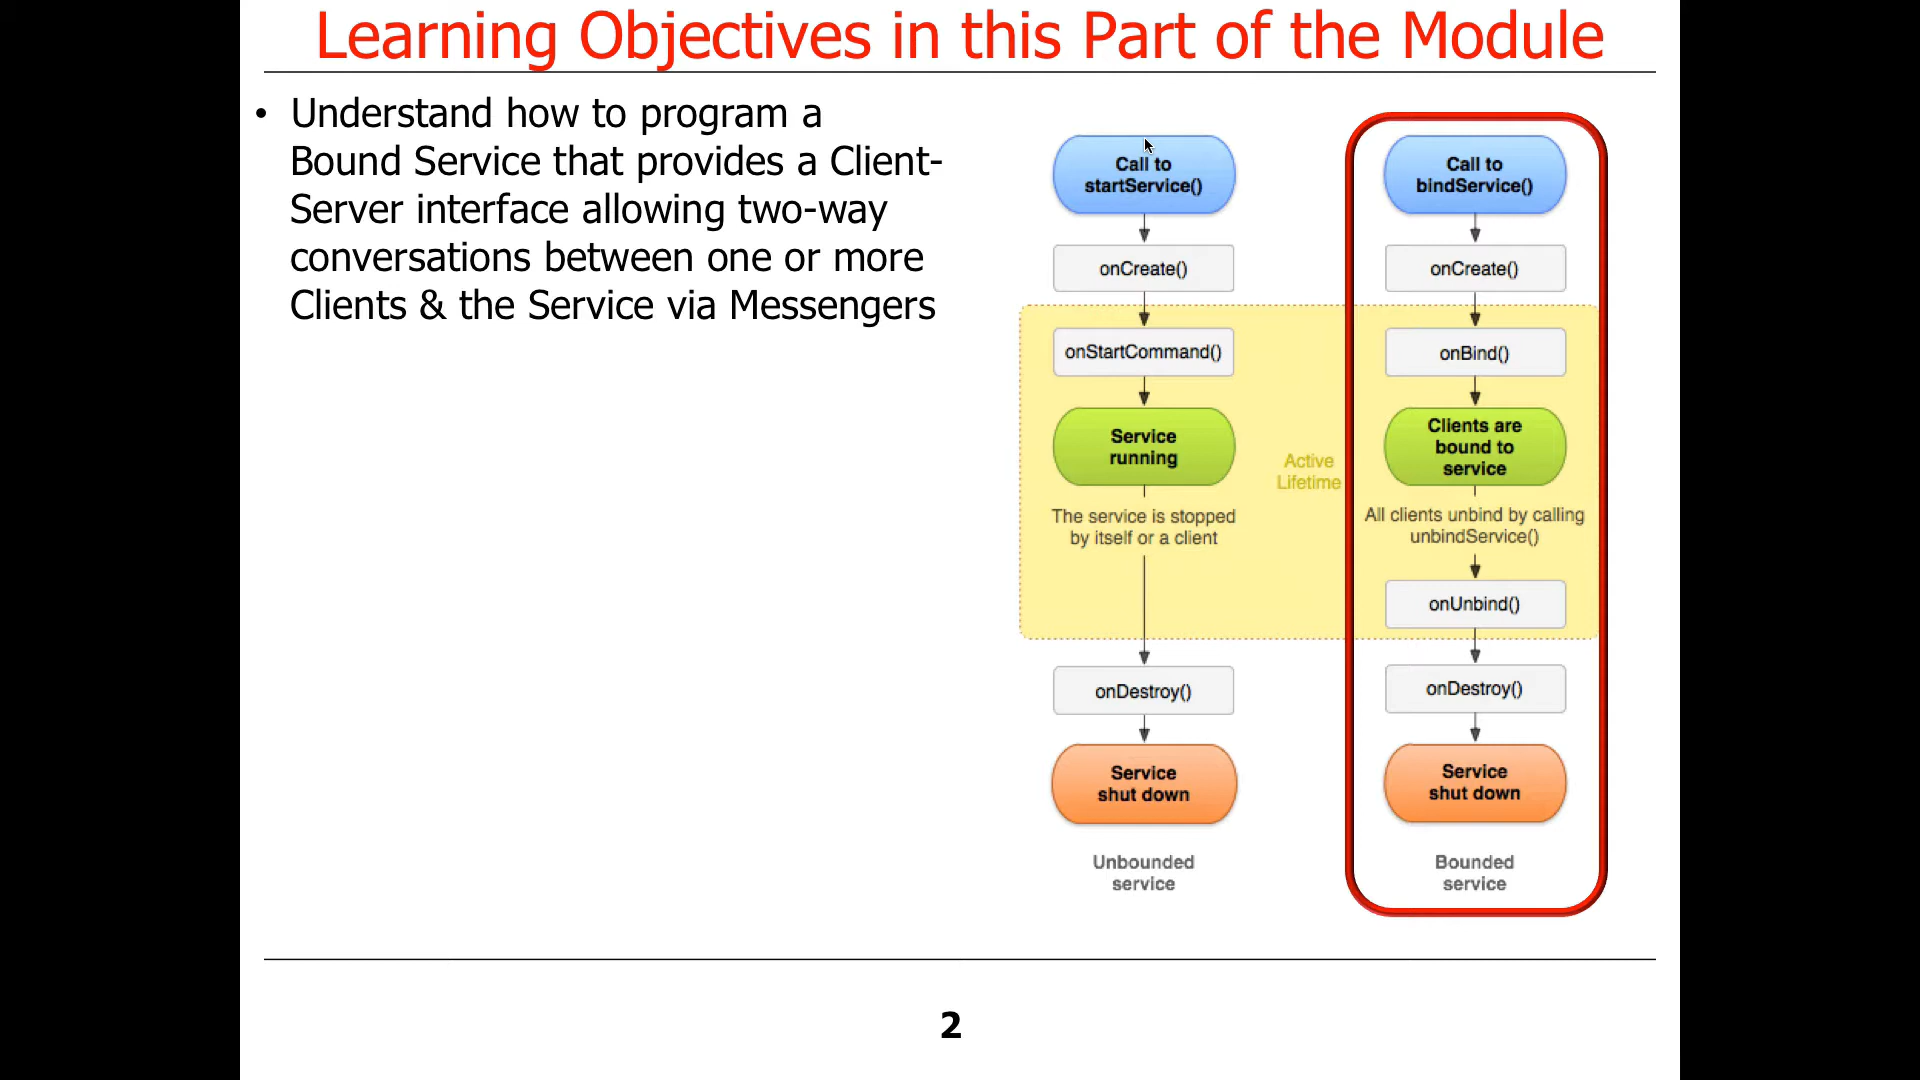 Learning Objectives in this Part of the Module
• Understand how to program a
Bound Service that provides a Client-
Server interface allowing two-way
conversations between one or more
Clients & the Service via Messengers
Call to
startService()
onCreate()
onStartCommand()
Service
running
The service is stopped
by itself or a client
onDestroy()
Service
shut down
Unbounded
service
Active
Lifetime
Call to
bindService()
onCreate()
onBind()
Clients are
bound to
service
All clients unbind by calling
unbindService()
onUnbind()
onDestroy()
Service
shut down
Bounded
service
2